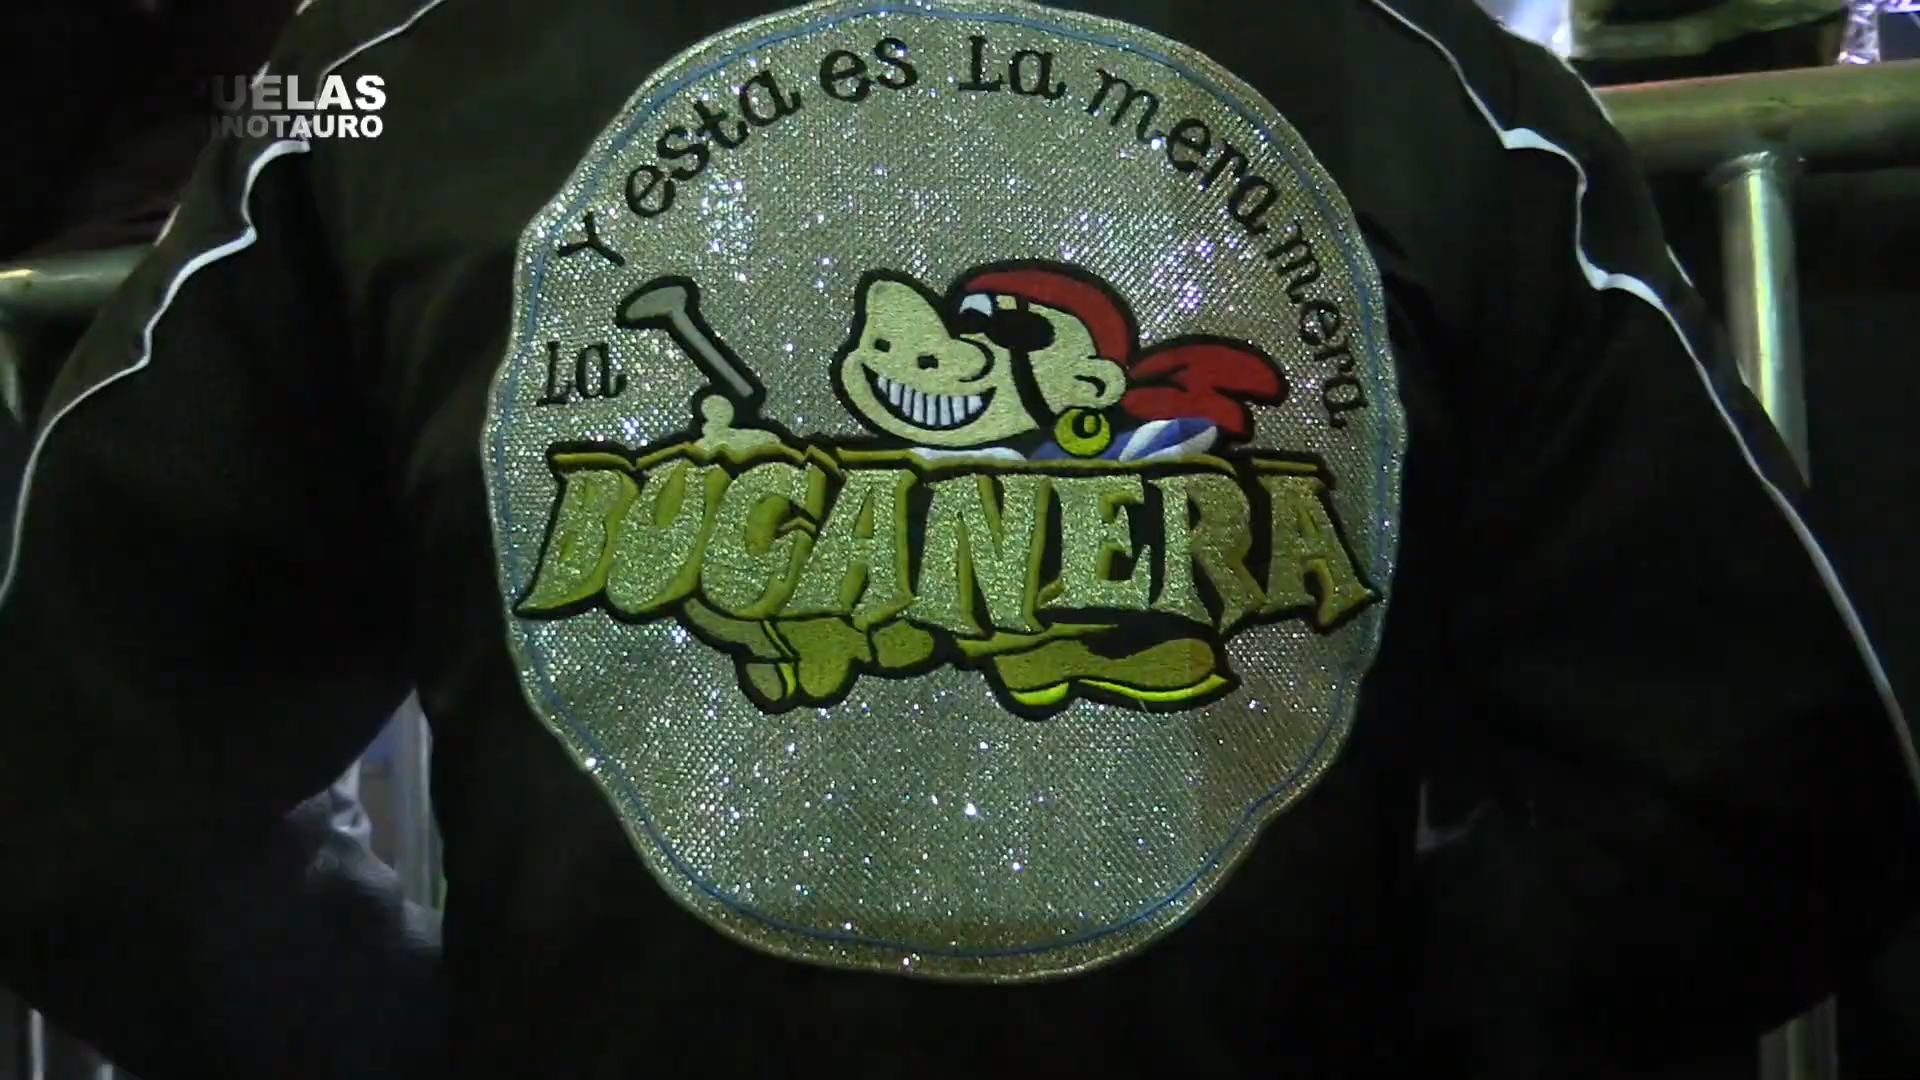 UELAS
INOTAURO
Y esta es La mera mera
La
BUCANERA